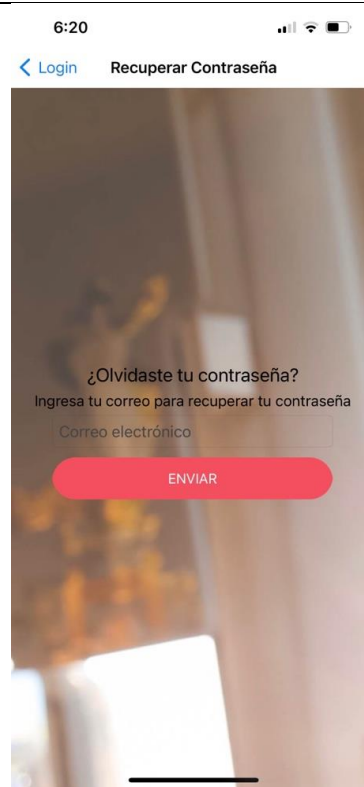 6:20
Login Recuperar Contraseña
¿Olvidaste tu contraseña?
Ingresa tu correo para recuperar tu contraseña
Correo electrónico
ENVIAR